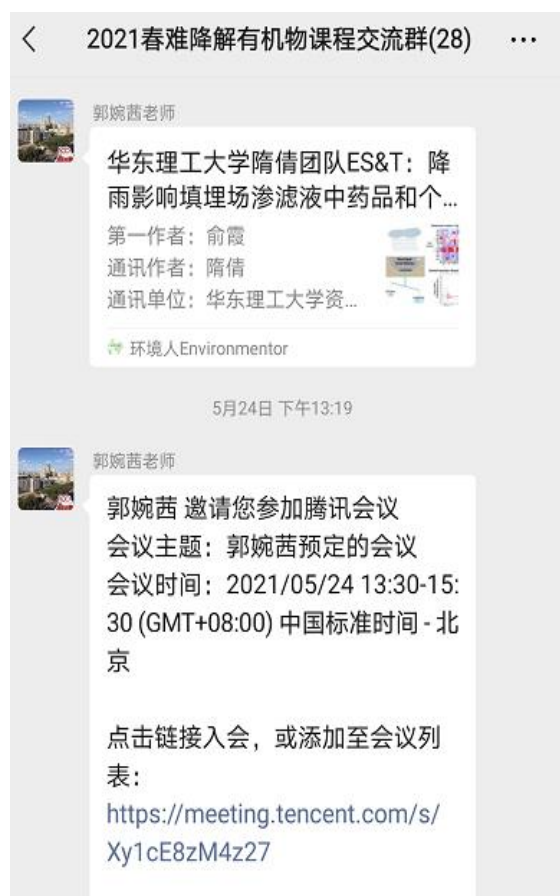 2021春难降解有机物课程交流群(28)
郭婉茜老师
华东理工大学隋倩团队ES&T：降
雨影响填埋场渗滤液中药品和个...
第一作者：俞霞
通讯作者：隋倩
通讯单位：华东理工大学资...
环境人Environmentor
5月24日 下午13:19
郭婉茜老师
郭婉茜 邀请您参加腾讯会议
会议主题：郭婉茜预定的会议
会议时间：2021/05/24 13:30-15:
30 (GMT+08:00) 中国标准时间 - 北
京
点击链接入会，或添加至会议列
表：
https://meeting.tencent.com/s/
Xy1cE8zM4z27